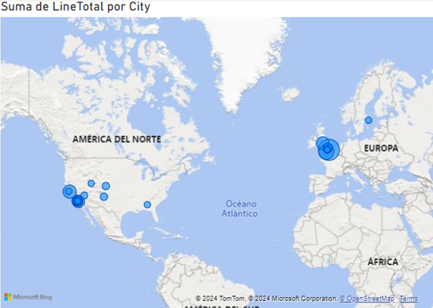 Suma de LineTotal por City
AMÉRICA DEL NORTE
EUROPA
Océano
Atlántico
ÁFRICA
Microsoft Bing
© 2024 TomTom, © 2024 Microsoft Corporation, © OpenStreetMap Terms